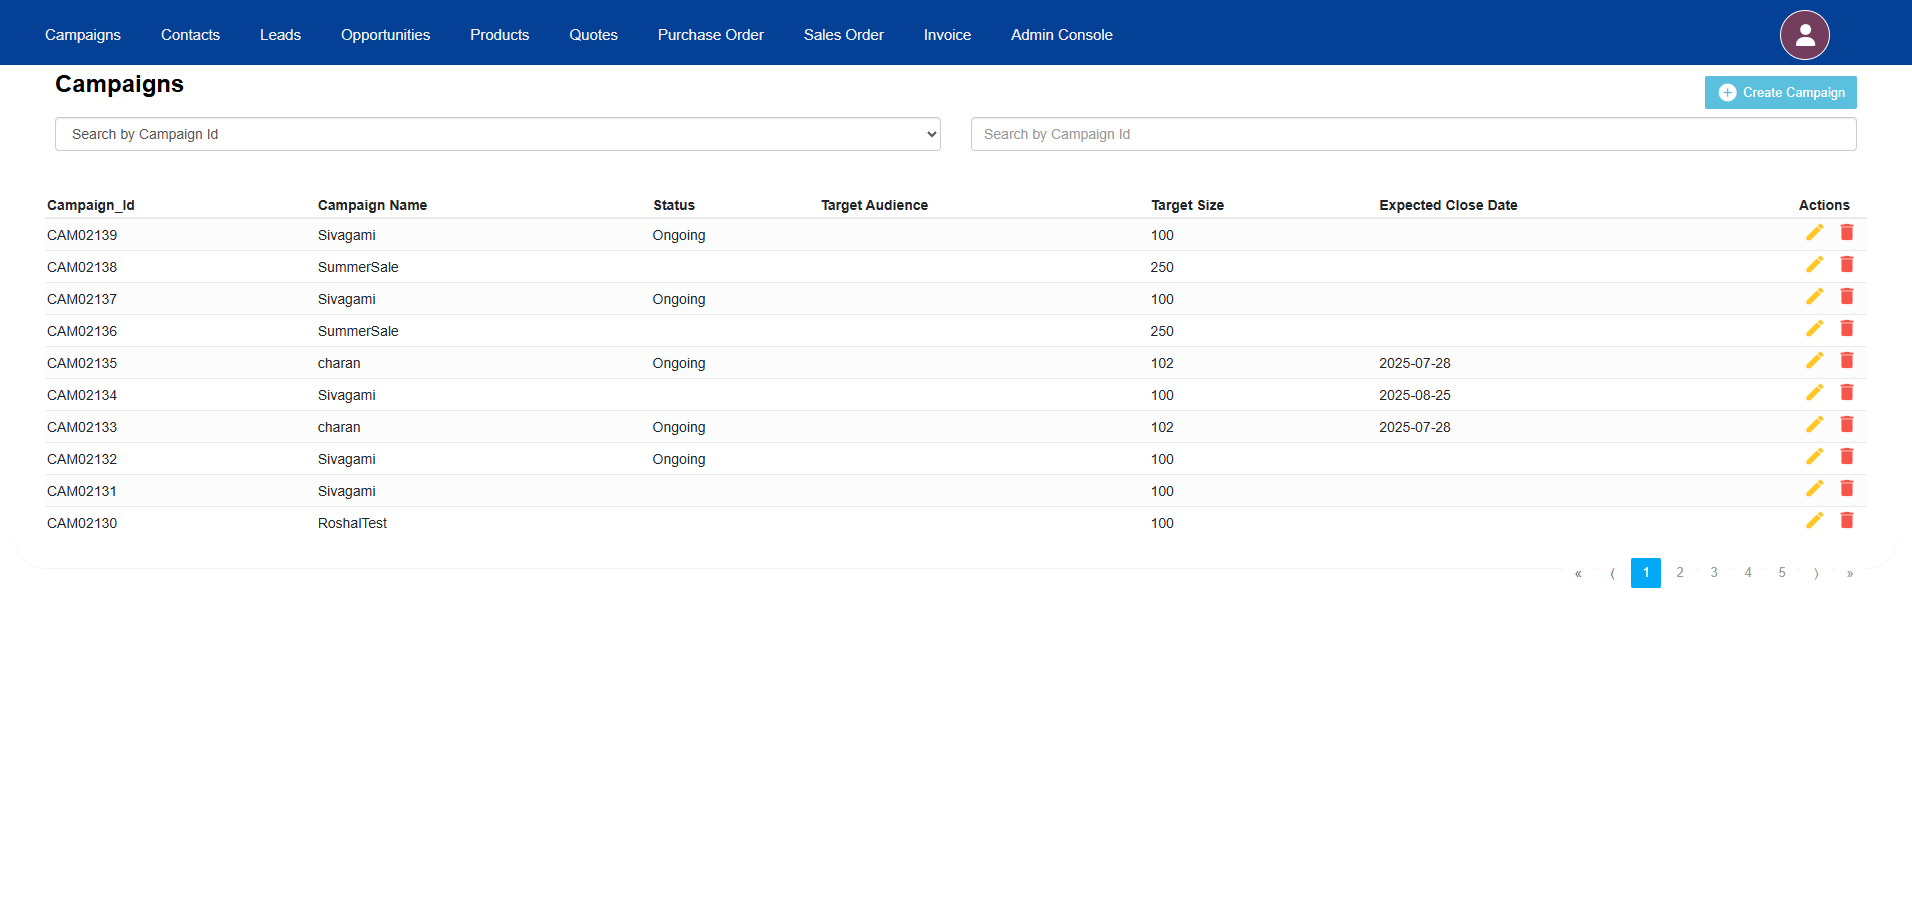 Campaigns Contacts Leads Opportunities Products Quotes Purchase Order Sales Order Invoice Admin Console
Campaigns
Create Campaign
Search by Campaign Id Search by Campaign Id
Campaign_Id Campaign Name Status Target Audience Target Size Expected Close Date Actions
CAM02139 Sivagami Ongoing 100
CAM02138 SummerSale 250
CAM02137 Sivagami Ongoing 100
CAM02136 SummerSale 250
CAM02135 charan Ongoing 102 2025-07-28
CAM02134 Sivagami 100 2025-08-25
CAM02133 charan Ongoing 102 2025-07-28
CAM02132 Sivagami Ongoing 100
CAM02131 Sivagami 100
CAM02130 RoshalTest 100
« ⟨ 1 2 3 4 5 ⟩ »